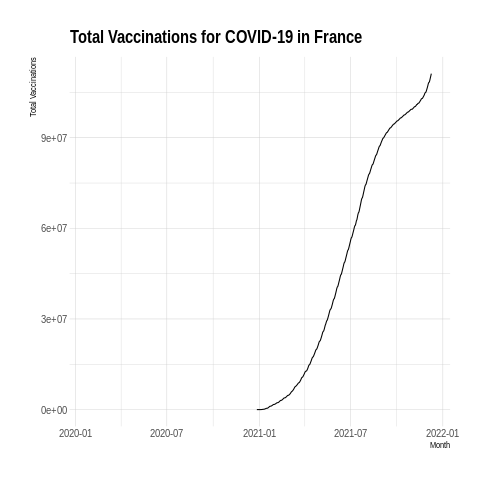 Total Vaccinations for COVID-19 in France
Total Vaccinations
9e+07
6e+07
3e+07
0e+00
2020-01 2020-07 2021-01 2021-07 2022-01
Month